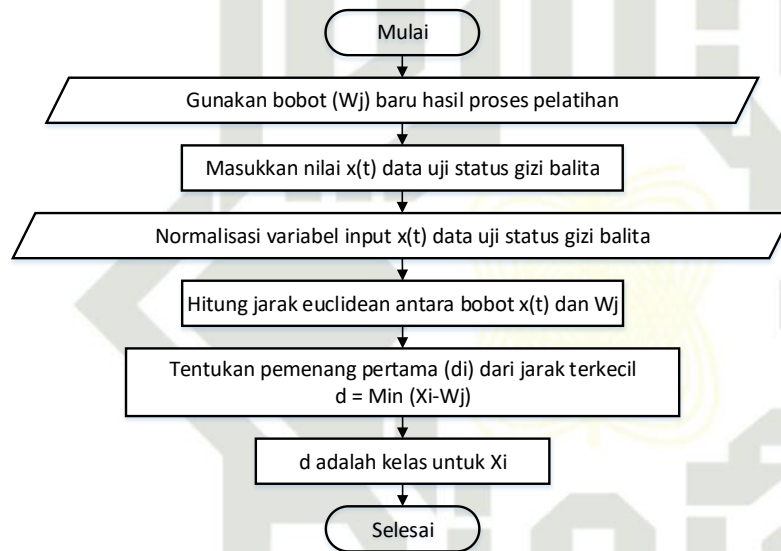 Mulai
Gunakan bobot (Wj) baru hasil proses pelatihan
Masukkan nilai x(t) data uji status gizi balita
Normalisasi variabel input x(t) data uji status gizi balita
Hitung jarak euclidean antara bobot x(t) dan Wj
Tentukan pemenang pertama (di) dari jarak terkecil
d = Min (Xi-Wj)
d adalah kelas untuk Xi
Selesai